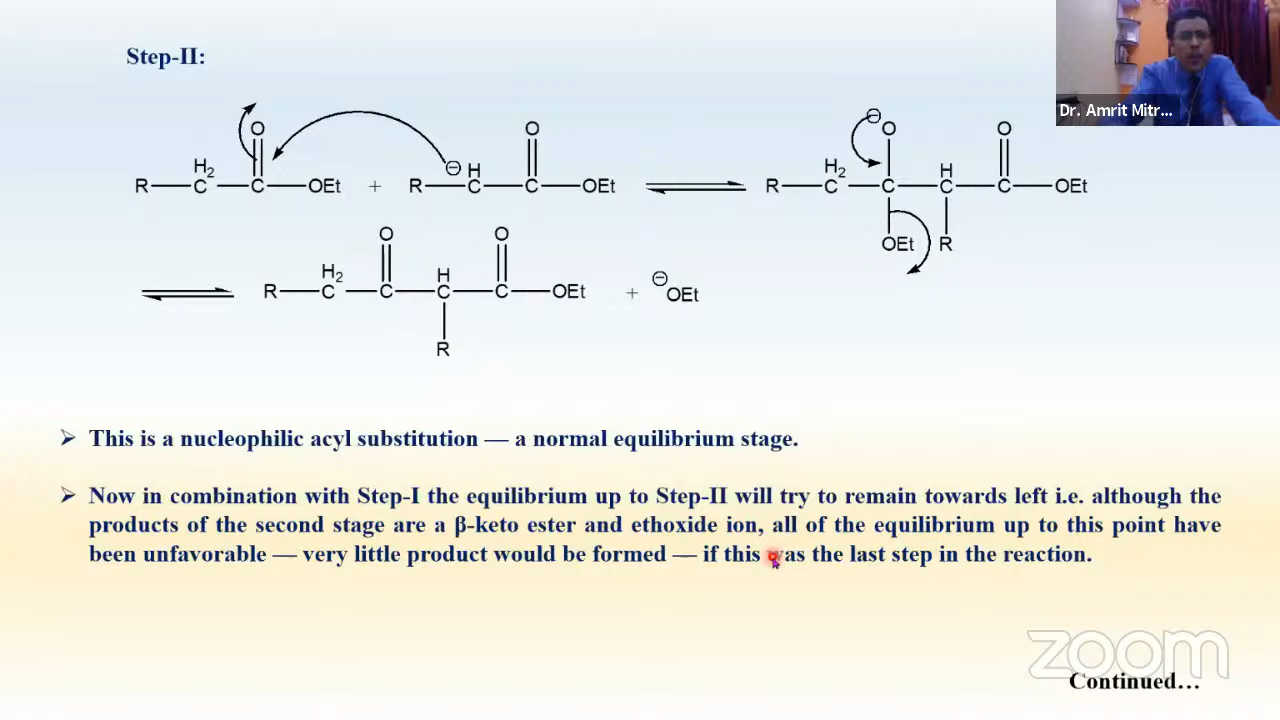 Step-II:
Dr. Amrit Mitr...
O O ⊖ O O
H2 ⊖ H H2 H
R C C OEt + R C C OEt R C C C C OEt
OEt R
O O
H2 H ⊖
R C C C C OEt + OEt
R
➢ This is a nucleophilic acyl substitution — a normal equilibrium stage.
➢ Now in combination with Step-I the equilibrium up to Step-II will try to remain towards left i.e. although the
products of the second stage are a β-keto ester and ethoxide ion, all of the equilibrium up to this point have
been unfavorable — very little product would be formed — if this was the last step in the reaction.
zoom
Continued…